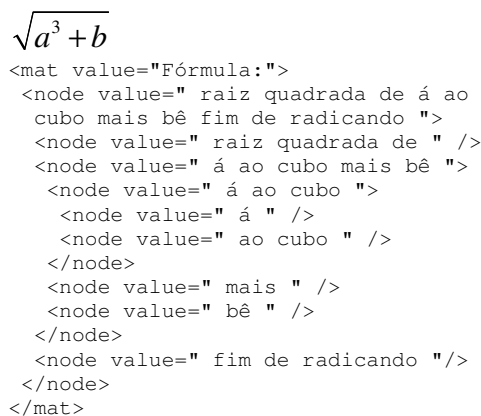 √(a³ + b)
<mat value="Fórmula:">
<node value=" raiz quadrada de á ao
cubo mais bê fim de radicando ">
<node value=" raiz quadrada de " />
<node value=" á ao cubo mais bê ">
<node value=" á ao cubo ">
<node value=" á " />
<node value=" ao cubo " />
</node>
<node value=" mais " />
<node value=" bê " />
</node>
<node value=" fim de radicando "/>
</node>
</mat>